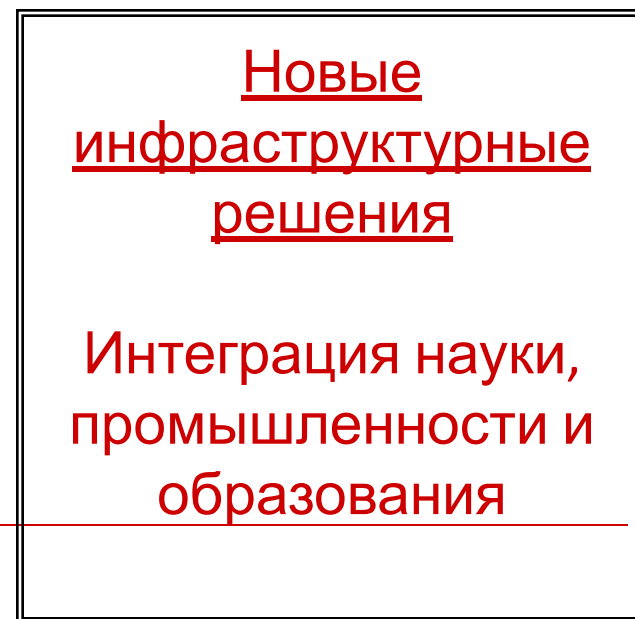 Новые
инфраструктурные
решения
Интеграция науки,
промышленности и
образования